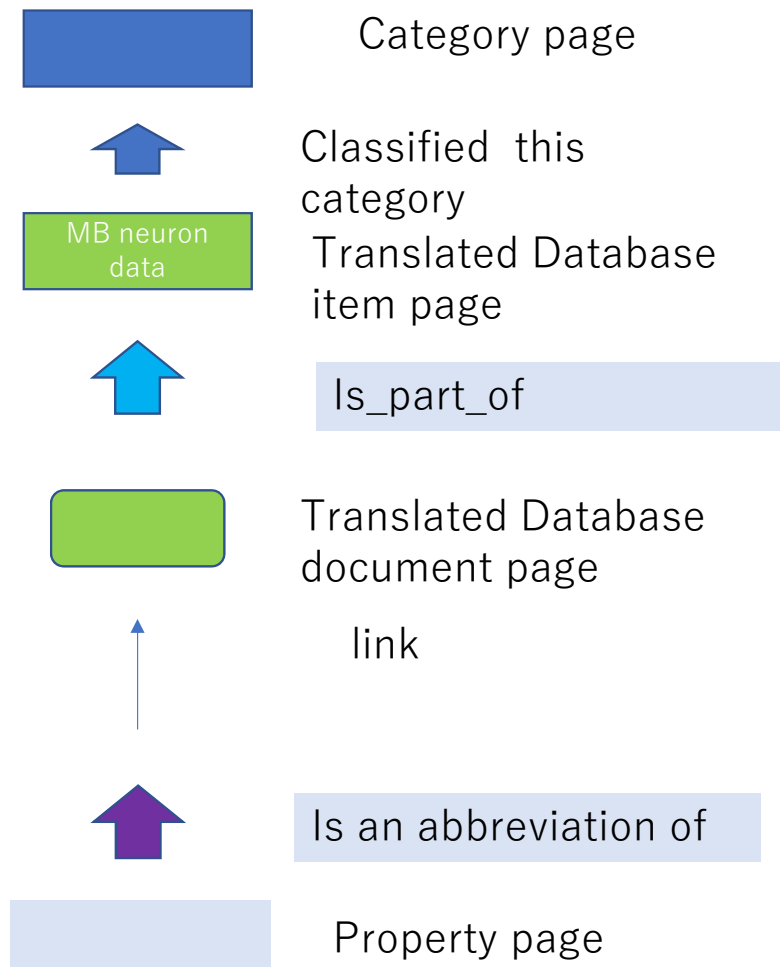 Category page
Classified this
category
MB neuron
data
Translated Database
item page
Is_part_of
Translated Database
document page
link
Is an abbreviation of
Property page